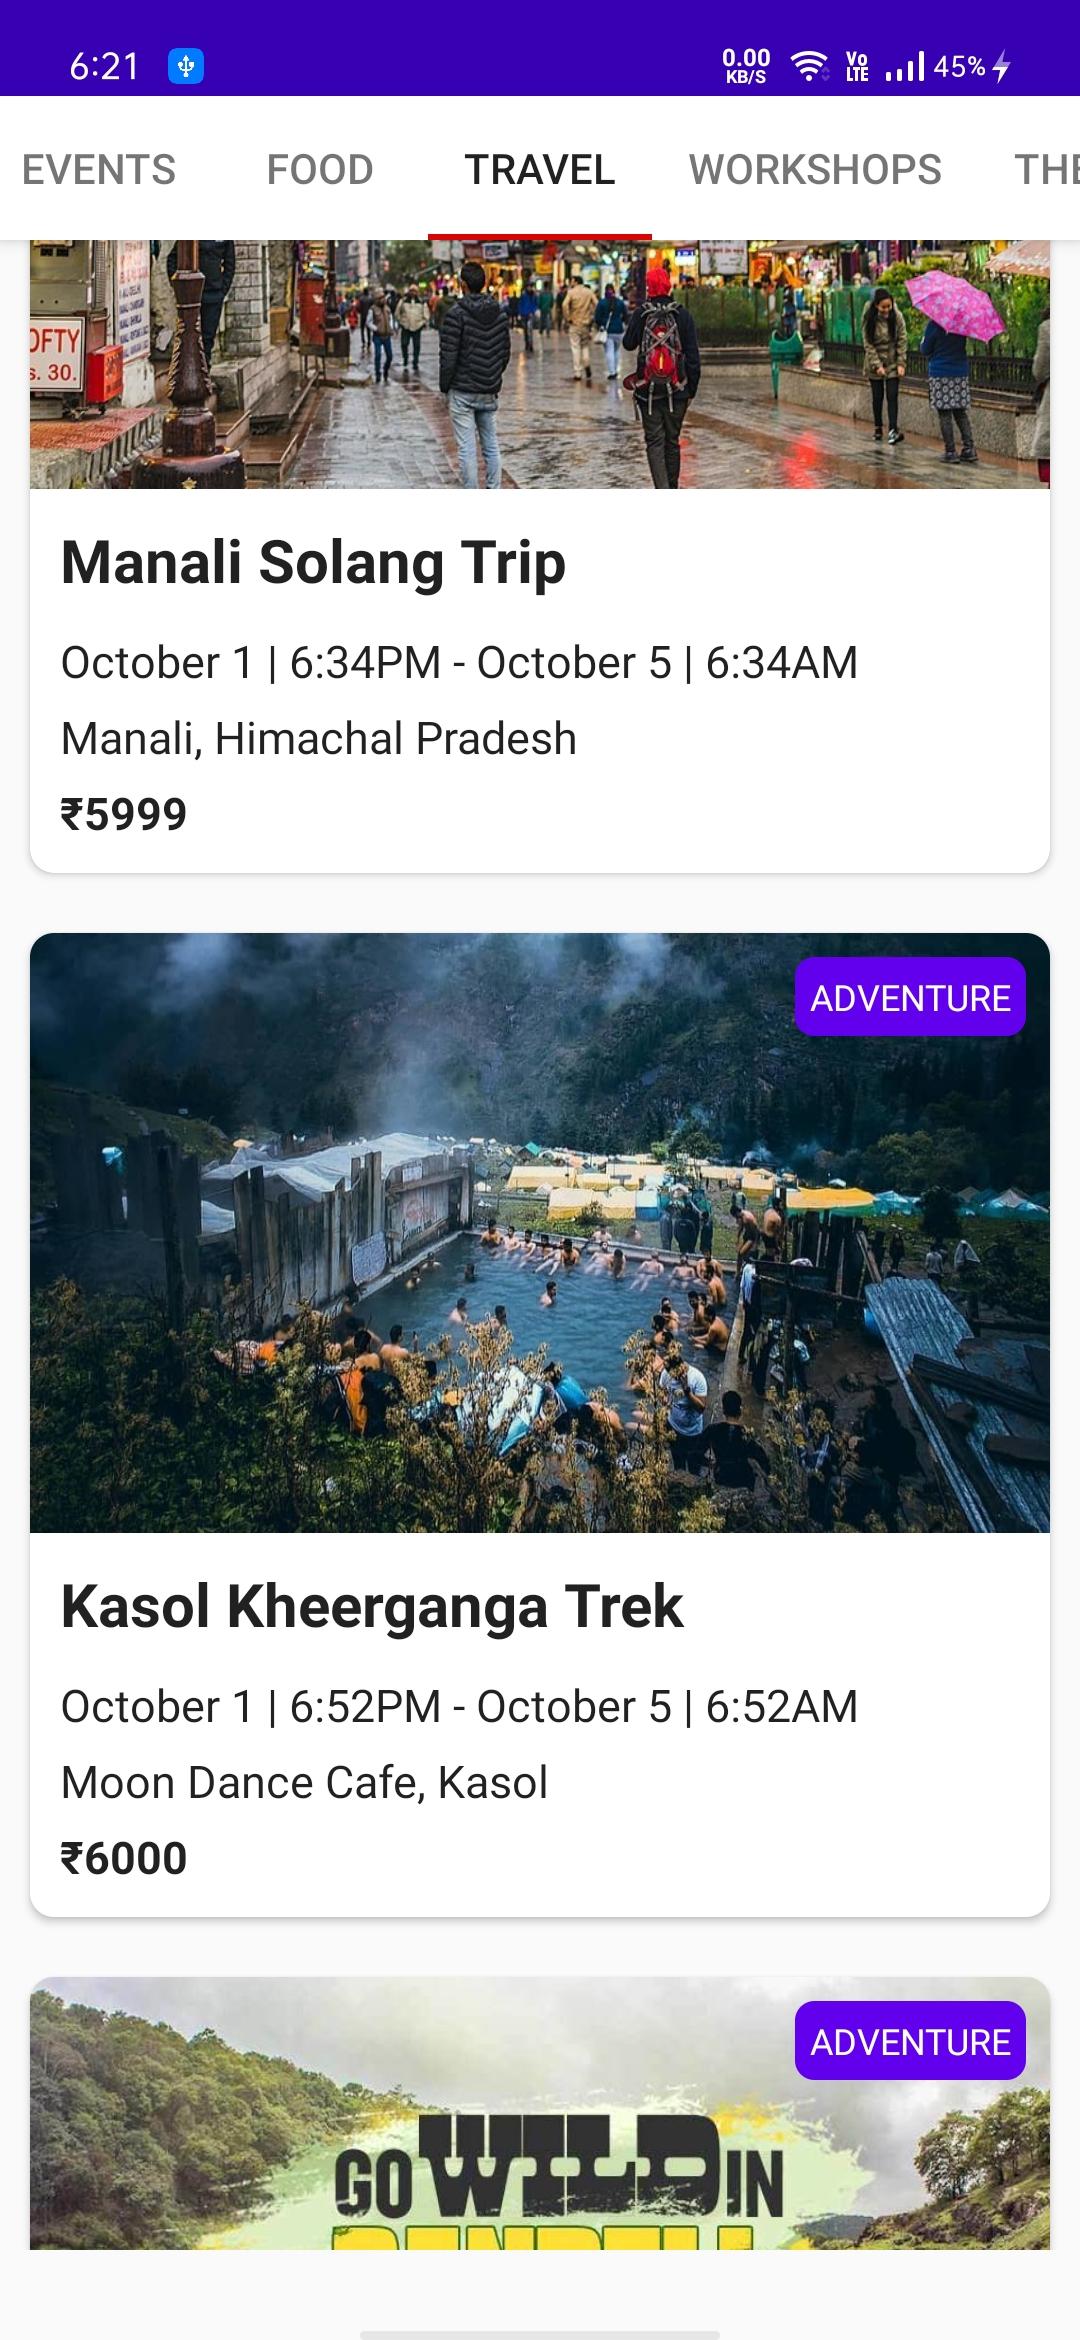 6:21
0.00
KB/S
Vo
LTE
45%
EVENTS FOOD TRAVEL WORKSHOPS THE
OFTY
s. 30.
Manali Solang Trip
October 1 | 6:34PM - October 5 | 6:34AM
Manali, Himachal Pradesh
₹5999
ADVENTURE
Kasol Kheerganga Trek
October 1 | 6:52PM - October 5 | 6:52AM
Moon Dance Cafe, Kasol
₹6000
ADVENTURE
GO WILD IN